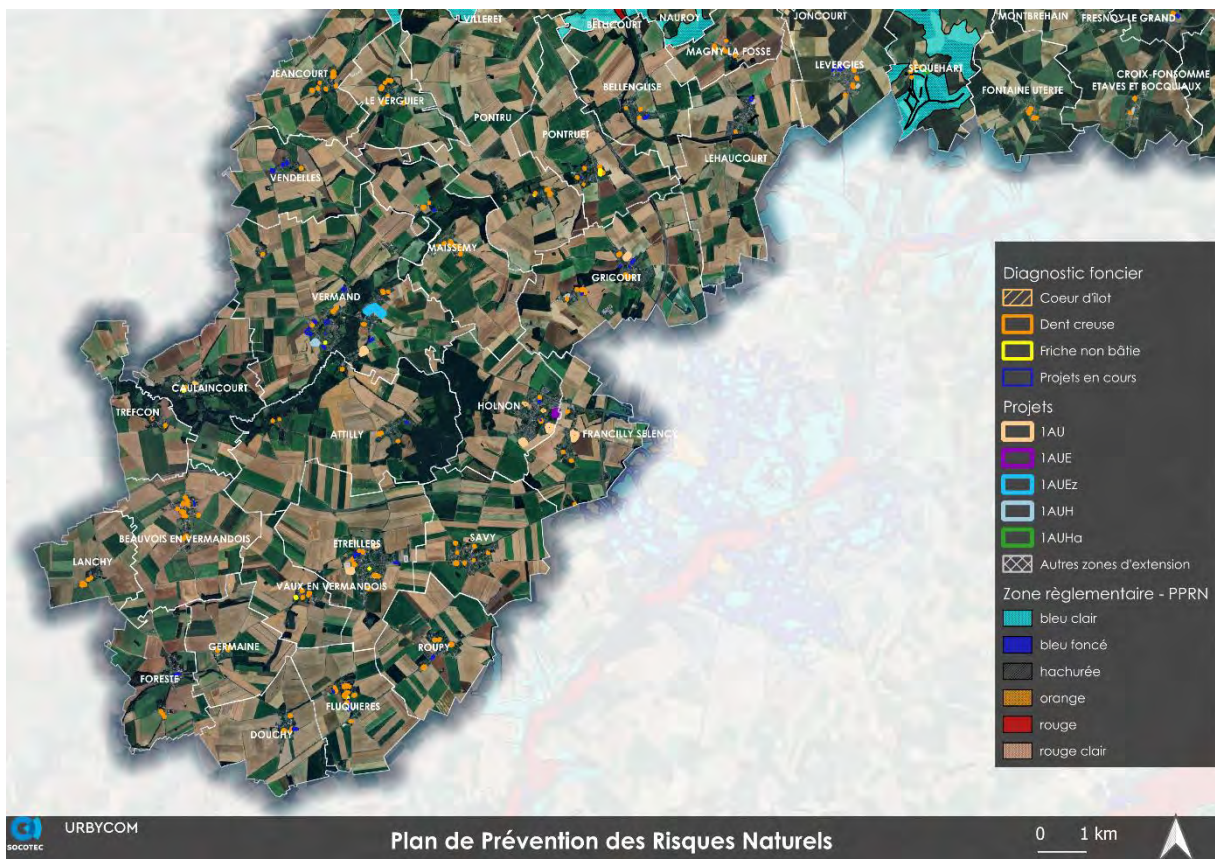 VILLERET
BELLICOURT
NAUROY
JONCOURT
MONTBREHAIN
FRESNOY LE GRAND
MAGNY LA FOSSE
LEVERGIES
SEQUEHART
CROIX-FONSOMME
ETAVES ET BOCQUIAUX
FONTAINE UTERTE
JEANCOURT
LE VERGUIER
BELLENGLISE
PONTRU
PONTRUET
LEHAUCOURT
VENDELLES
MAISSEMY
GRICOURT
VERMAND
CAULAINCOURT
TREFCON
HOLNON
ATTILLY
FRANCILLY SELENCY
BEAUVOIS EN VERMANDOIS
ETREILLERS
SAVY
LANCHY
VAUX EN VERMANDOIS
GERMAINE
ROUPY
FORESTE
FLUQUIERES
DOUCHY
Diagnostic foncier
Coeur d'îlot
Dent creuse
Friche non bâtie
Projets en cours
Projets
1AU
1AUE
1AUEz
1AUH
1AUHa
Autres zones d'extension
Zone règlementaire - PPRN
bleu clair
bleu foncé
hachurée
orange
rouge
rouge clair
SOCOTEC
URBYCOM
Plan de Prévention des Risques Naturels
0 1 km